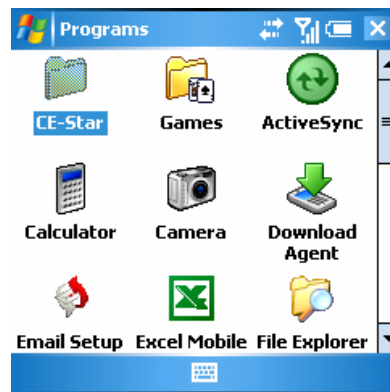 Programs
CE-Star Games ActiveSync
Calculator Camera Download
Agent
Email Setup Excel Mobile File Explorer